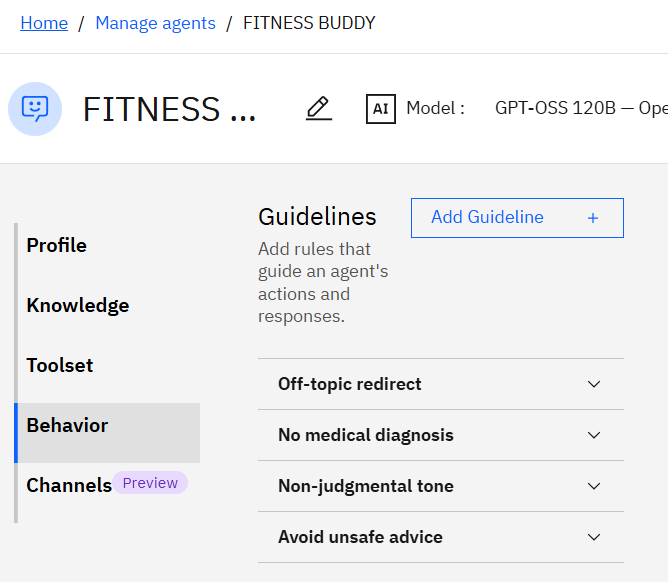 Home / Manage agents / FITNESS BUDDY
FITNESS ...
AI Model : GPT-OSS 120B — Ope
Guidelines
Add Guideline +
Add rules that
guide an agent's
actions and
responses.
Profile
Knowledge
Toolset
Behavior
Channels Preview
Off-topic redirect
No medical diagnosis
Non-judgmental tone
Avoid unsafe advice